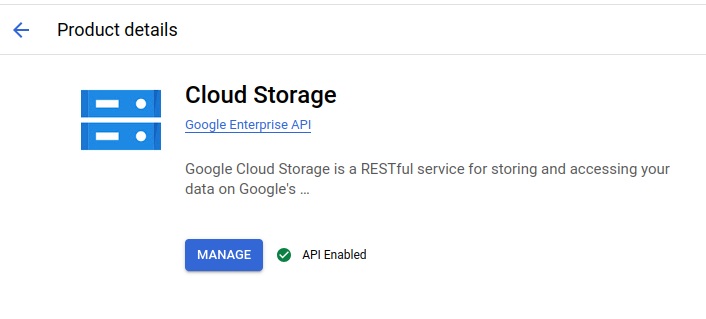 Product details
Cloud Storage
Google Enterprise API
Google Cloud Storage is a RESTful service for storing and accessing your
data on Google's ...
MANAGE
API Enabled